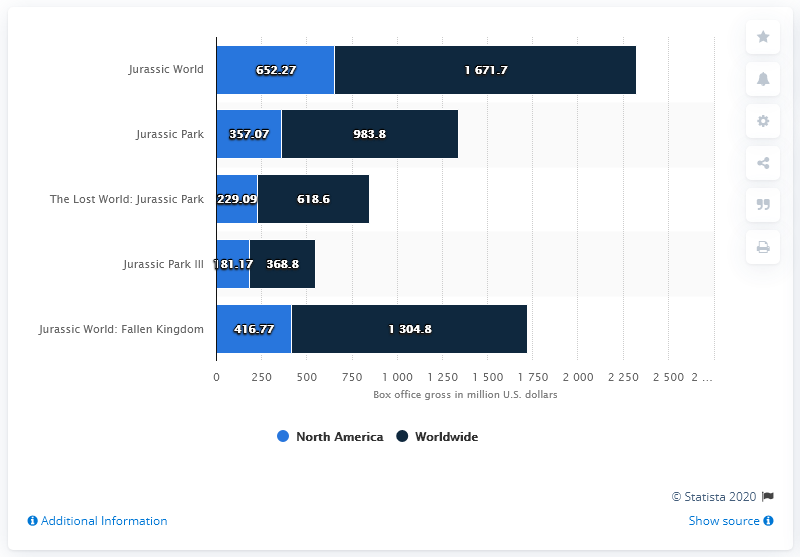 Jurassic World 652.27 1 671.7
Jurassic Park 357.07 983.8
The Lost World: Jurassic Park 229.09 618.6
Jurassic Park III 181.17 368.8
Jurassic World: Fallen Kingdom 416.77 1 304.8
0 250 500 750 1 000 1 250 1 500 1 750 2 000 2 250 2 500 2 ...
Box office gross in million U.S. dollars
North America Worldwide
© Statista 2020
Additional Information Show source